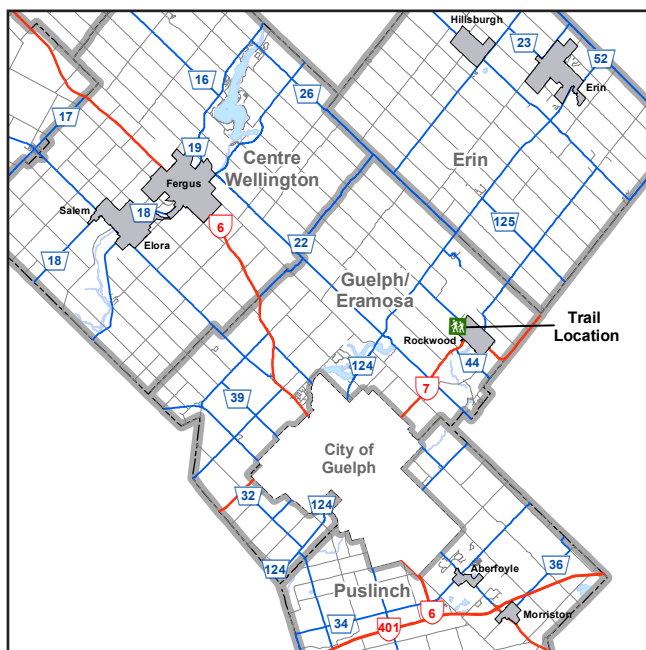 Hillsburgh
23
52
Erin
16
26
17
19
Centre
Wellington
Erin
Fergus
Salem
18
6
Elora
125
22
18
Guelph/
Eramosa
Trail
Location
Rockwood
124
44
7
39
City of
Guelph
32
124
124
Aberfoyle
36
Puslinch
6
Morriston
34
401